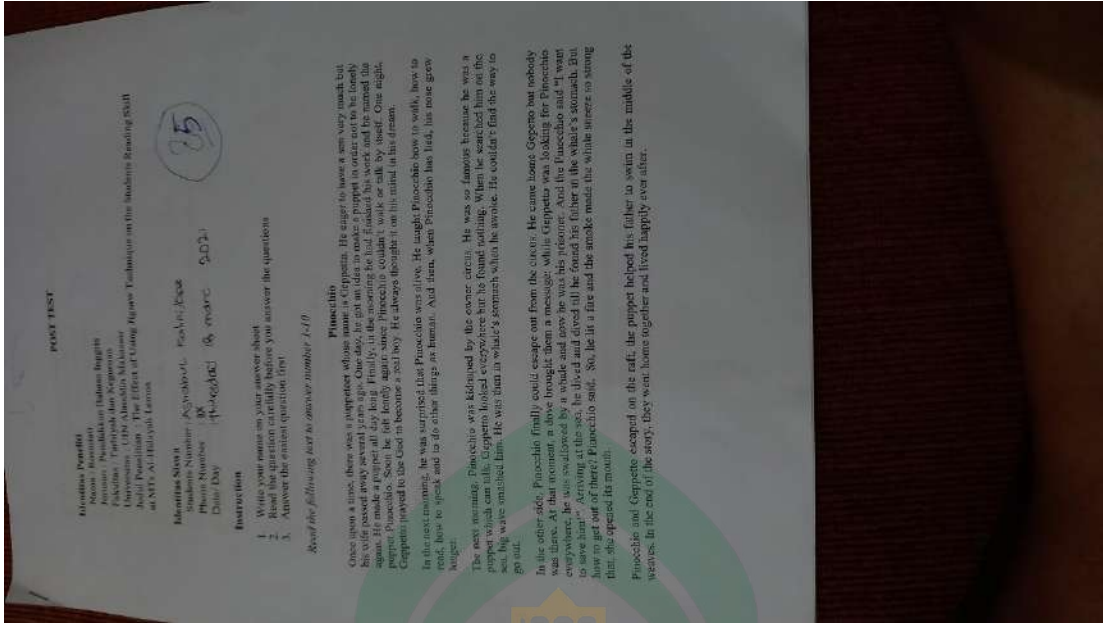 POST TEST
Identitas Peneliti
Nama :
Jurusan : Pendidikan Bahasa Inggris
Fakultas : Tarbiyah dan Keguruan
Universitas : UIN Alauddin Makassar
Judul Penelitian : The Effect of Using Jigsaw Technique on the Students Reading Skill
at MTs Al-Hidayah Lemoa
Identitas Siswa
Students Number :
Phone Number :
Date/ Day : 2021
35
Instruction
1. Write your name on your answer sheet
2. Read the question carefully before you answer the question
3. Answer the easiest question first
Read the following text to answer number 1-10
Pinocchio
Once upon a time, there was a puppeteer whose name is Geppetta. He eager to have a son very much but
his wife passed away several years ago. One day, he got an idea to make a puppet in order not to be lonely
again. He made a puppet all day long. Finally, in the morning he had finished his work and he named the
puppet Pinocchio. Soon he felt lonely again since Pinocchio couldn't walk or talk by itself. One night,
Geppetto prayed to the God to become a real boy. He always thought it on his mind in his dream.
In the next morning, he was surprised that Pinocchio was alive. He taught Pinocchio how to walk, how to
read, how to speak and to do other things as human. And then, when Pinocchio has lied, his nose grew
longer.
The next morning, Pinocchio was kidnaped by the owner circus. He was so famous because he was a
puppet which can talk. Geppetto looked everywhere but he found nothing. When he searched him on the
sea, big wave smashed him. He was then in whale's stomach when he awoke. He couldn't find the way to
go out.
In the other side, Pinocchio finally could escape out from the circus. He came home Gepetto but nobody
was there. At that moment, a dove brought them a message: while Geppetto was looking for Pinocchio
everywhere, he was swallowed by a whale and now he was his prisoner. And the Pinocchio said "I want
to save him!" Arriving at the sea, he dived and dived till he found his father in the whale's stomach. But
how to get out of there? Pinocchio said. So, he lit a fire and the smoke made the whale sneeze so strong
that, she opened its mouth.
Pinocchio and Geppetto escaped on the raft, the puppet helped his father to swim in the middle of the
waves. In the end of the story, they went home together and lived happily ever after.